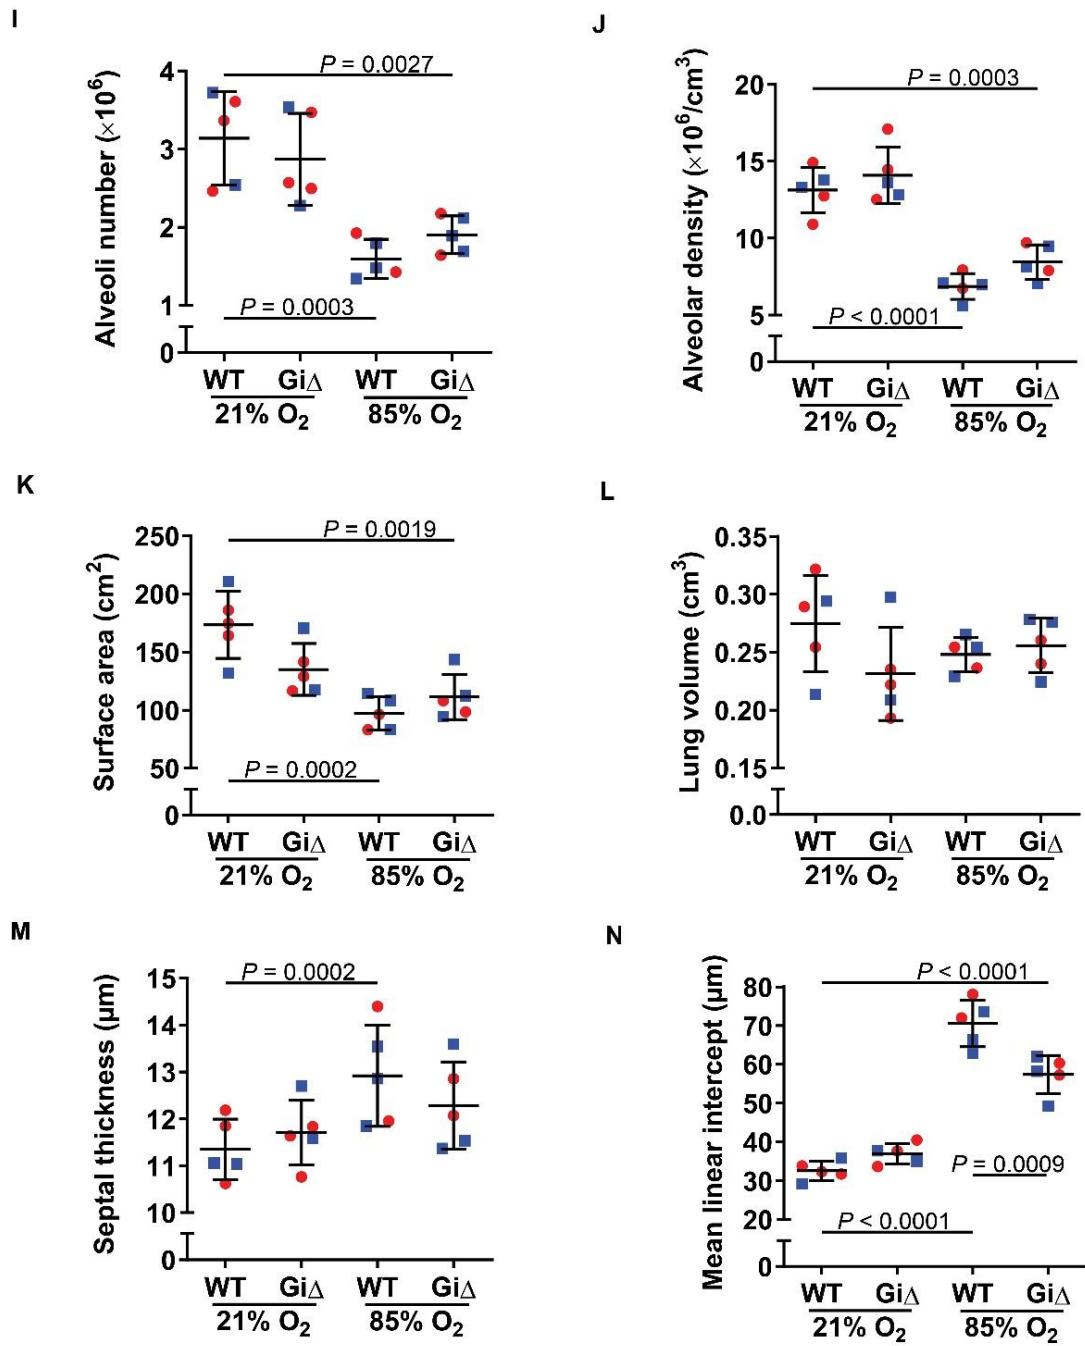 I
Alveoli number (×10⁶)
P = 0.0027
4
3
2
1
0
P = 0.0003
WT GiΔ WT GiΔ
21% O₂ 85% O₂
J
Alveolar density (×10⁶/cm³)
P = 0.0003
20
15
10
5
0
P < 0.0001
WT GiΔ WT GiΔ
21% O₂ 85% O₂
K
Surface area (cm²)
P = 0.0019
250
200
150
100
50
0
P = 0.0002
WT GiΔ WT GiΔ
21% O₂ 85% O₂
L
Lung volume (cm³)
0.35
0.30
0.25
0.20
0.15
0.0
WT GiΔ WT GiΔ
21% O₂ 85% O₂
M
Septal thickness (µm)
P = 0.0002
15
14
13
12
11
10
0
WT GiΔ WT GiΔ
21% O₂ 85% O₂
N
Mean linear intercept (µm)
P < 0.0001
80
70
60
50
40
30
20
0
P = 0.0009
P < 0.0001
WT GiΔ WT GiΔ
21% O₂ 85% O₂